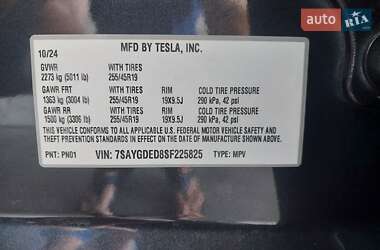 auto RIA
10/24 MFD BY TESLA, INC.
GVWR WITH TIRES
2273 kg (5011 lb) 255/45R19
GAWR FRT WITH TIRES RIM COLD TIRE PRESSURE
1363 kg (3004 lb) 255/45R19 19X9.5J 290 kPa, 42 psi
GAWR RR WITH TIRES RIM COLD TIRE PRESSURE
1500 kg (3306 lb) 255/45R19 19X9.5J 290 kPa, 42 psi
THIS VEHICLE CONFORMS TO ALL APPLICABLE U.S. FEDERAL MOTOR VEHICLE SAFETY AND
THEFT PREVENTION STANDARDS IN EFFECT ON THE DATE OF MANUFACTURE SHOWN ABOVE.
PNT: PN01 VIN: 7SAYGDED8SF225825 TYPE: MPV